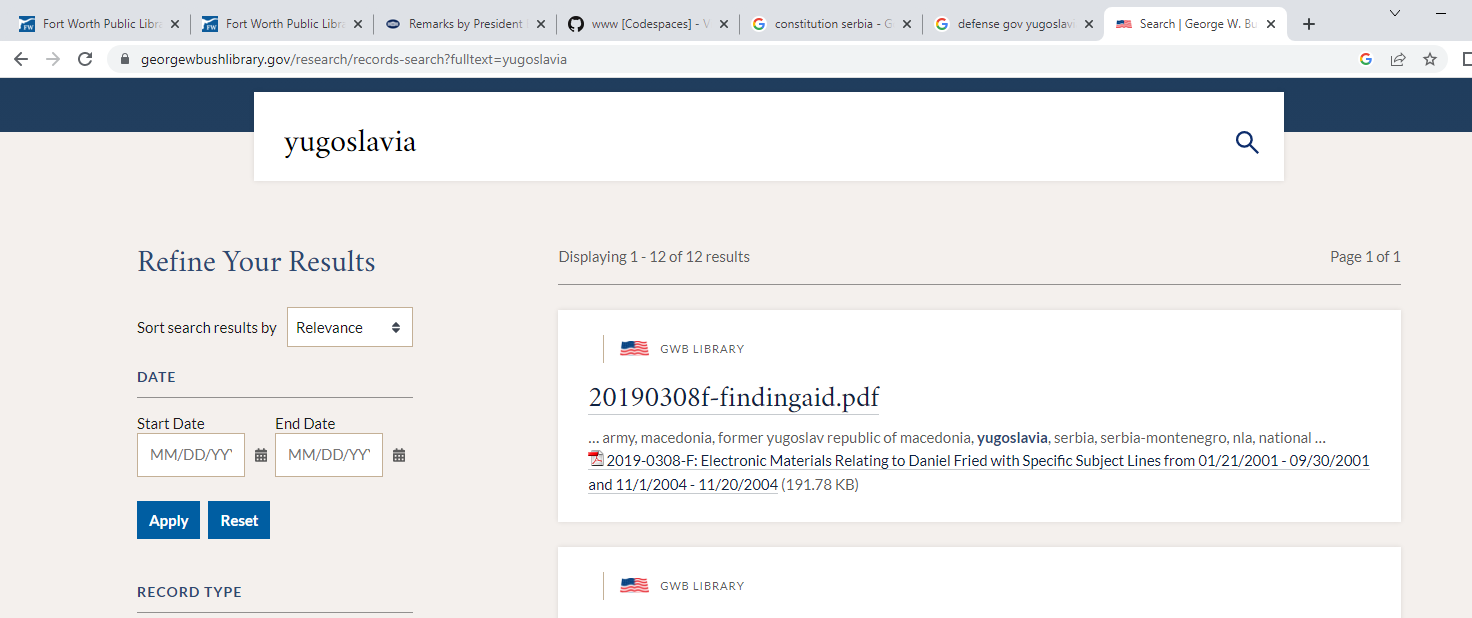 Fort Worth Public Libra
Fort Worth Public Libra
Remarks by President
www [Codespaces] - V
constitution serbia - G
defense gov yugoslavi
Search | George W. Bu
georgewbushlibrary.gov/research/records-search?fulltext=yugoslavia
yugoslavia
Refine Your Results
Displaying 1 - 12 of 12 results
Page 1 of 1
Sort search results by
Relevance
DATE
Start Date
End Date
MM/DD/YY
MM/DD/YY
Apply
Reset
RECORD TYPE
GWB LIBRARY
20190308f-findingaid.pdf
... army, macedonia, former yugoslav republic of macedonia, yugoslavia, serbia, serbia-montenegro, nla, national ...
2019-0308-F: Electronic Materials Relating to Daniel Fried with Specific Subject Lines from 01/21/2001 - 09/30/2001
and 11/1/2004 - 11/20/2004 (191.78 KB)
GWB LIBRARY